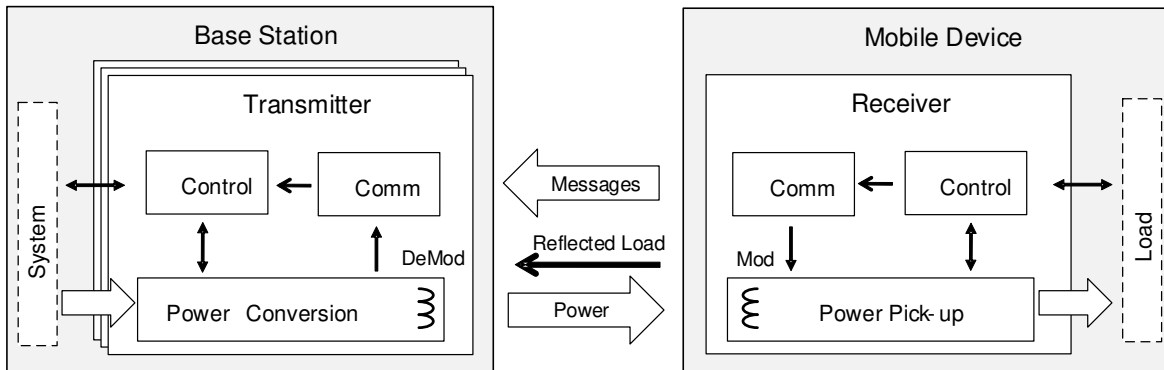 Base Station
Mobile Device
Transmitter
Receiver
System
Control
Comm
Messages
Comm
Control
Load
DeMod
Reflected Load
Mod
Power Conversion
Power
Power Pick-up